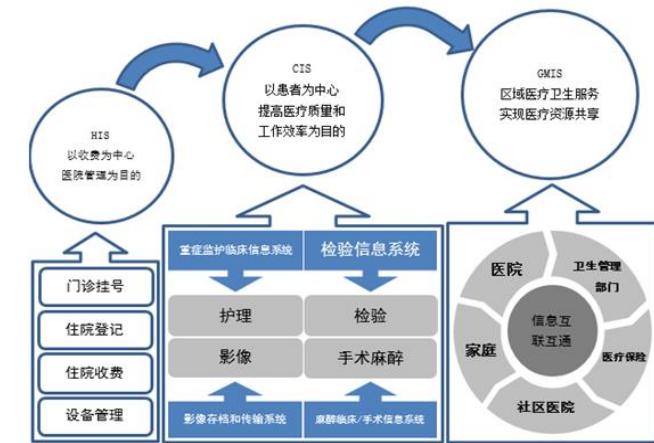 HIS
以收费为中心
医院管理为目的
CIS
以患者为中心
提高医疗质量和
工作效率为目的
GMIS
区域医疗卫生服务
实现医疗资源共享
门诊挂号
住院登记
住院收费
设备管理
重症监护临床信息系统
检验信息系统
护理
检验
影像
手术麻醉
影像存档和传输系统
麻醉临床/手术信息系统
医院
卫生管理
部门
家庭
信息互
联互通
医疗保险
社区医院